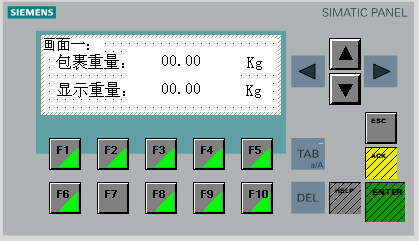 SIEMENS
SIMATIC PANEL
画面一：
包裹重量： 00.00 Kg
显示重量： 00.00 Kg
ESC
F1 F2 F3 F4 F5
TAB
a/A
ACK
F6 F7 F8 F9 F10
DEL
HELP
ENTER